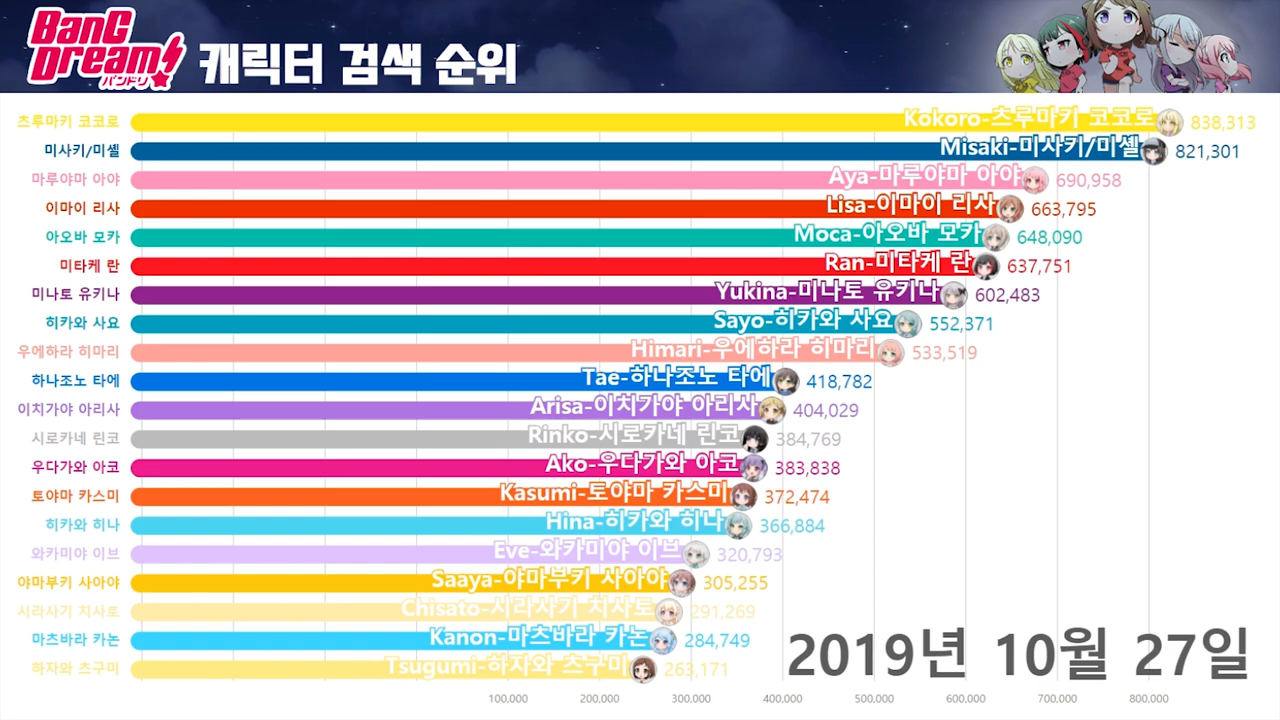 BanG
Dream!
バンドリ!
캐릭터 검색 순위
츠루마키 코코로 Kokoro-츠루마키 코코로 838,313
미사키/미셸 Misaki-미사키/미셸 821,301
마루야마 아야 Aya-마루야마 아야 690,958
이마이 리사 Lisa-이마이 리사 663,795
아오바 모카 Moca-아오바 모카 648,090
미타케 란 Ran-미타케 란 637,751
미나토 유키나 Yukina-미나토 유키나 602,483
히카와 사요 Sayo-히카와 사요 552,371
우에하라 히마리 Himari-우에하라 히마리 533,519
하나조노 타에 Tae-하나조노 타에 418,782
이치가야 아리사 Arisa-이치가야 아리사 404,029
시로카네 린코 Rinko-시로카네 린코 384,769
우다가와 아코 Ako-우다가와 아코 383,838
토야마 카스미 Kasumi-토야마 카스미 372,474
히카와 히나 Hina-히카와 히나 366,884
와카미야 이브 Eve-와카미야 이브 320,793
야마부키 사아야 Saaya-야마부키 사아야 305,255
시라사기 치사토 Chisato-시라사기 치사토 291,269
마츠바라 카논 Kanon-마츠바라 카논 284,749
하자와 츠구미 Tsugumi-하자와 츠구미 263,171
2019년 10월 27일
100,000 200,000 300,000 400,000 500,000 600,000 700,000 800,000